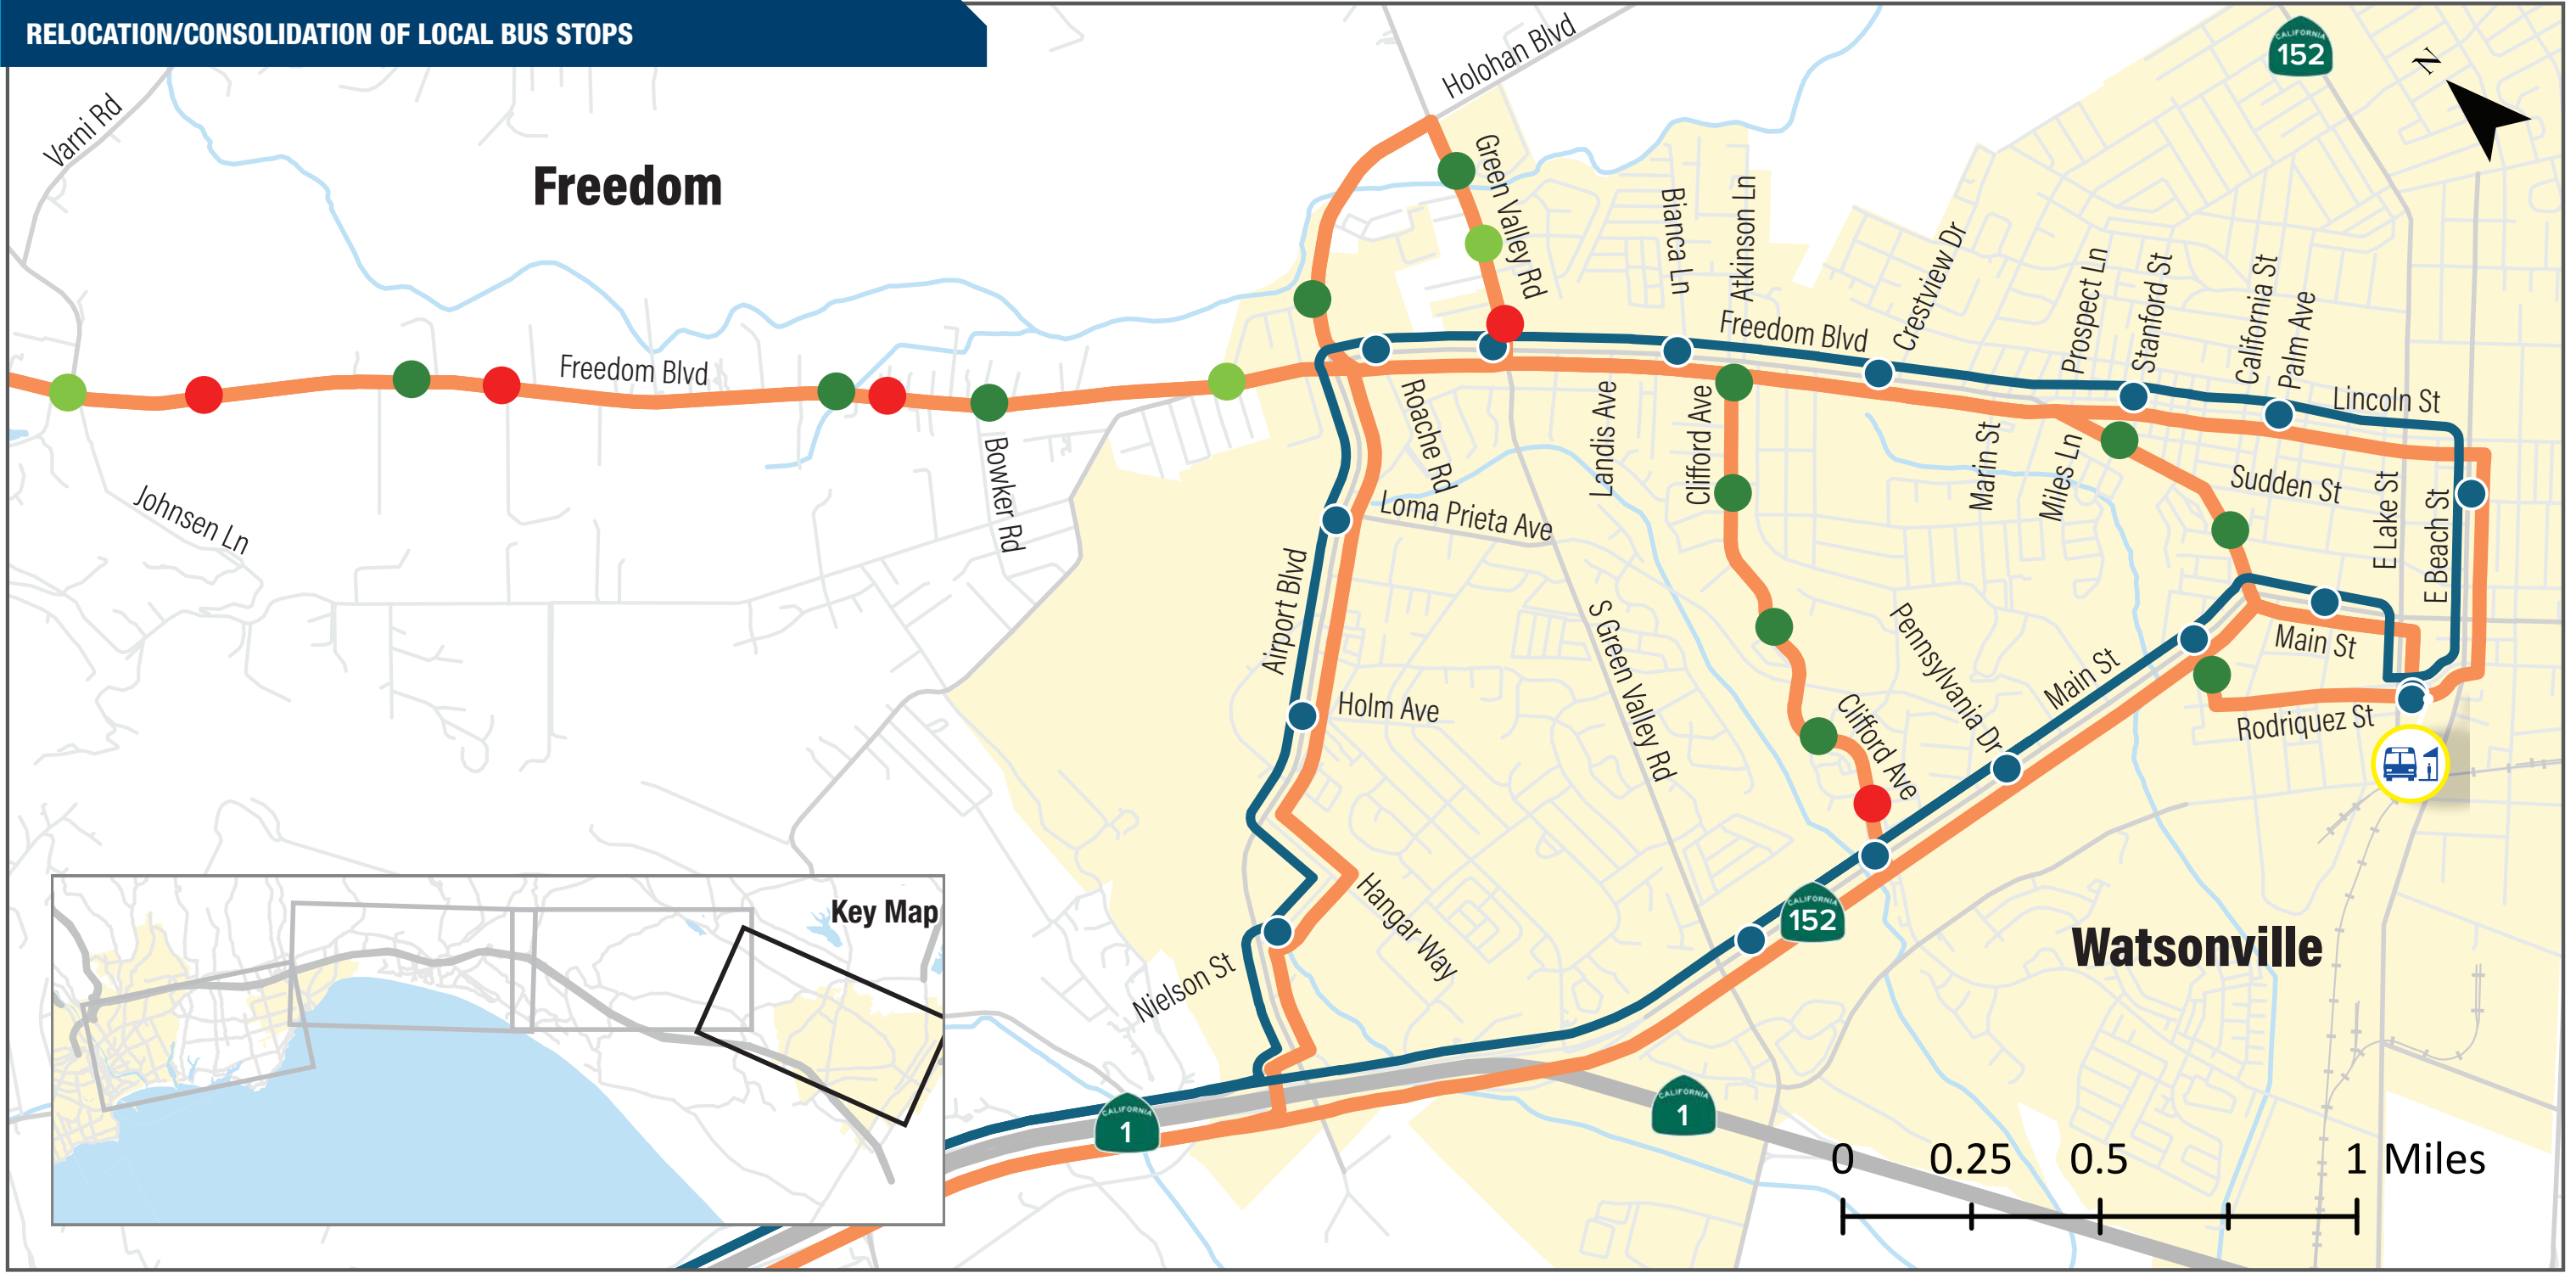 RELOCATION/CONSOLIDATION OF LOCAL BUS STOPS
Holohan Blvd
CALIFORNIA
152
N
Varni Rd
Freedom
Green Valley Rd
Bianca Ln
Atkinson Ln
Crestview Dr
Prospect Ln
Stanford St
California St
Palm Ave
Freedom Blvd
Freedom Blvd
Lincoln St
Roache Rd
Landis Ave
Clifford Ave
Marin St
Miles Ln
Sudden St
E Lake St
E Beach St
Johnsen Ln
Bowker Rd
Loma Prieta Ave
Airport Blvd
S Green Valley Rd
Pennsylvania Dr
Main St
Main St
Holm Ave
Clifford Ave
Rodriquez St
Hangar Way
Nielson St
CALIFORNIA
152
Watsonville
Key Map
CALIFORNIA
1
CALIFORNIA
1
0 0.25 0.5 1 Miles